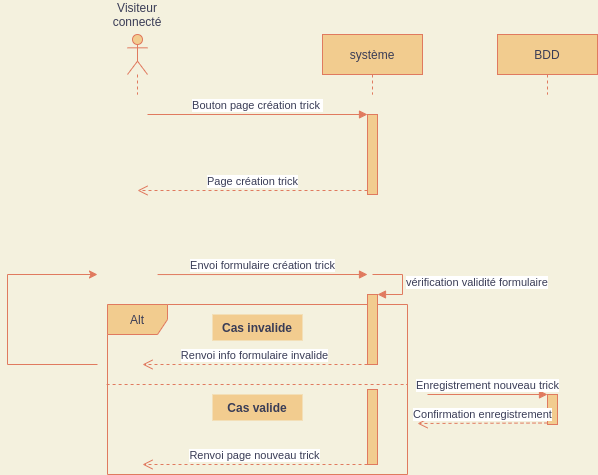 Visiteur
connecté
système
BDD
Bouton page création trick
Page création trick
Envoi formulaire création trick
vérification validité formulaire
Alt
Cas invalide
Renvoi info formulaire invalide
Enregistrement nouveau trick
Cas valide
Confirmation enregistrement
Renvoi page nouveau trick